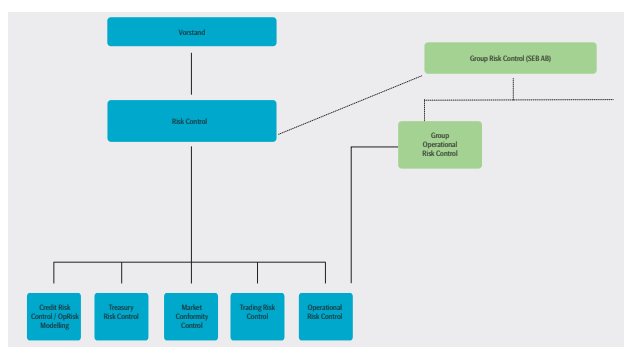 Vorstand
Group Risk Control (SEB AB)
Risk Control
Group
Operational
Risk Control
Credit Risk
Control / OpRisk
Modelling
Treasury
Risk Control
Market
Conformity
Control
Trading Risk
Control
Operational
Risk Control